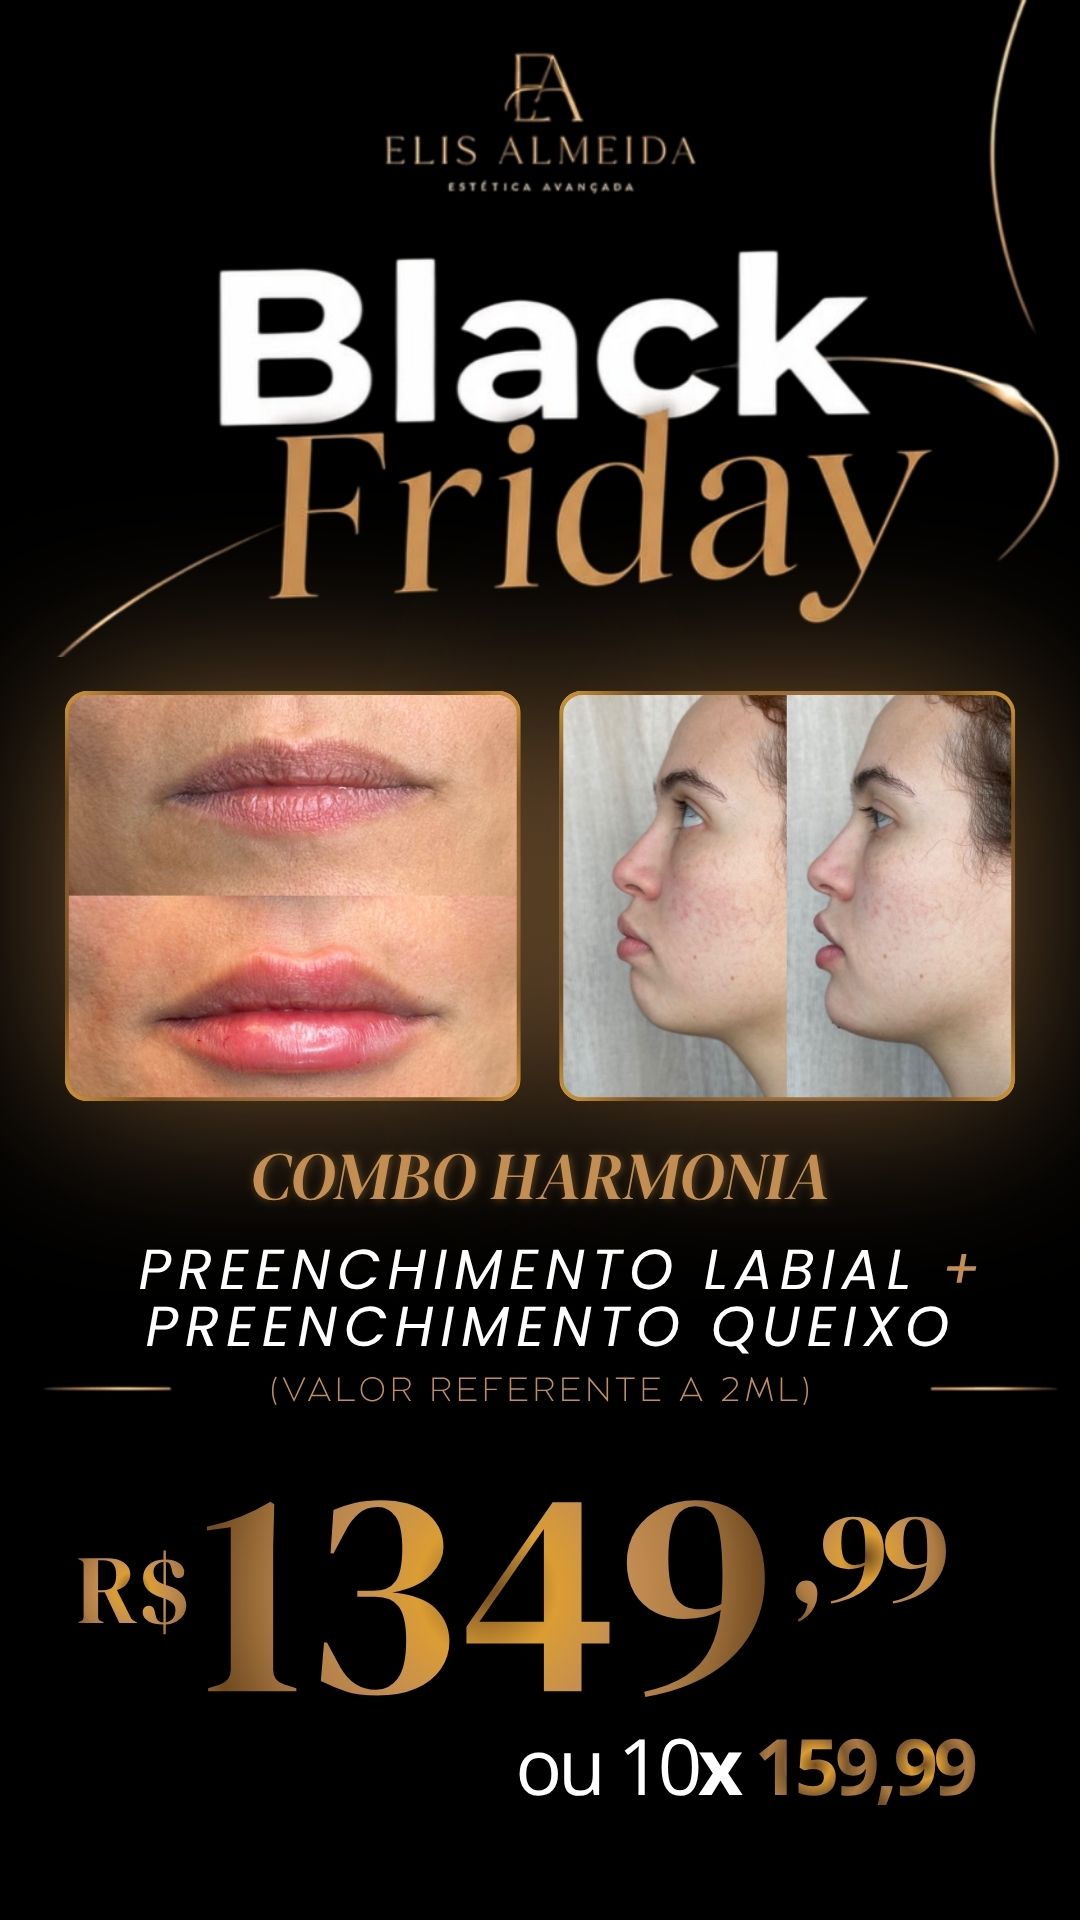 EA
ELIS ALMEIDA
ESTÉTICA AVANÇADA
Black
Friday
COMBO HARMONIA
PREENCHIMENTO LABIAL +
PREENCHIMENTO QUEIXO
(VALOR REFERENTE A 2ML)
R$1349,99
ou 10x 159,99